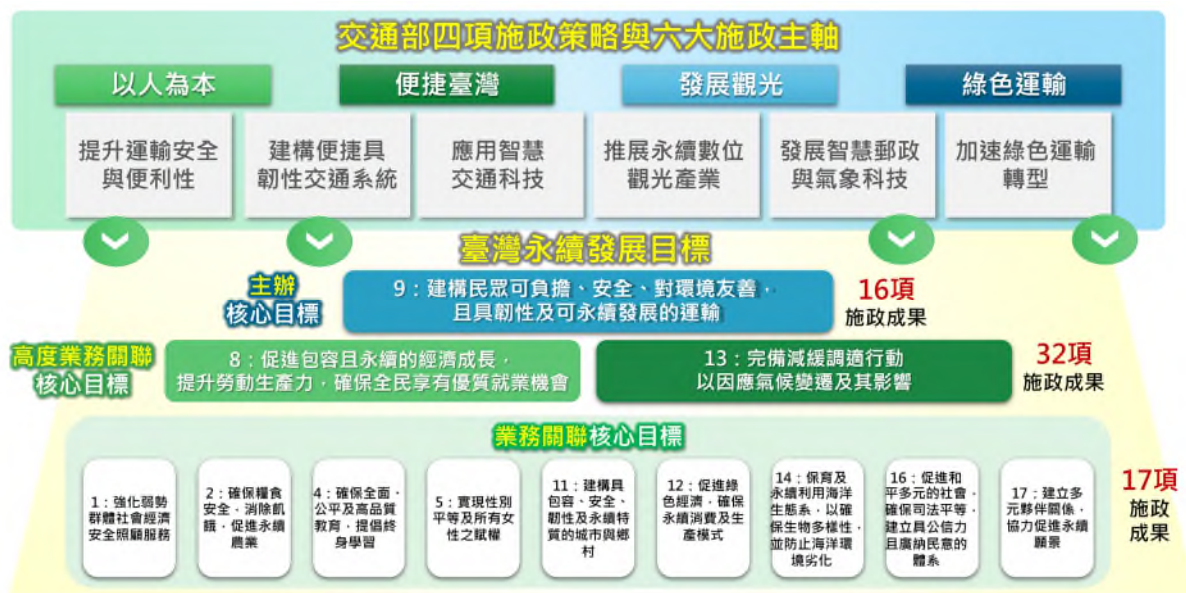 交通部四項施政策略與六大施政主軸
以人為本
便捷臺灣
發展觀光
綠色運輸
提升運輸安全
與便利性
建構便捷具
韌性交通系統
應用智慧
交通科技
推展永續數位
觀光產業
發展智慧郵政
與氣象科技
加速綠色運輸
轉型
臺灣永續發展目標
主辦
核心目標
9：建構民眾可負擔、安全、對環境友善，
且具韌性及可永續發展的運輸
16項
施政成果
高度業務關聯
核心目標
8：促進包容且永續的經濟成長，
提升勞動生產力，確保全民享有優質就業機會
13：完備減緩調適行動
以因應氣候變遷及其影響
32項
施政成果
業務關聯核心目標
1：強化弱勢
群體社會經濟
安全照顧服務
2：確保糧食
安全，消除飢
餓，促進永續
農業
4：確保全面、
公平及高品質
教育，提倡終
身學習
5：實現性別
平等及所有女
性之賦權
11：建構具
包容、安全、
韌性及永續特
質的城市與鄉
村
12：促進綠
色經濟，確保
永續消費及生
產模式
14：保育及
永續利用海洋
生態系，以確
保生物多樣性，
並防止海洋環
境劣化
16：促進和
平多元的社會，
確保司法平等，
建立具公信力
且廣納民意的
體系
17：建立多
元夥伴關係，
協力促進永續
願景
17項
施政
成果